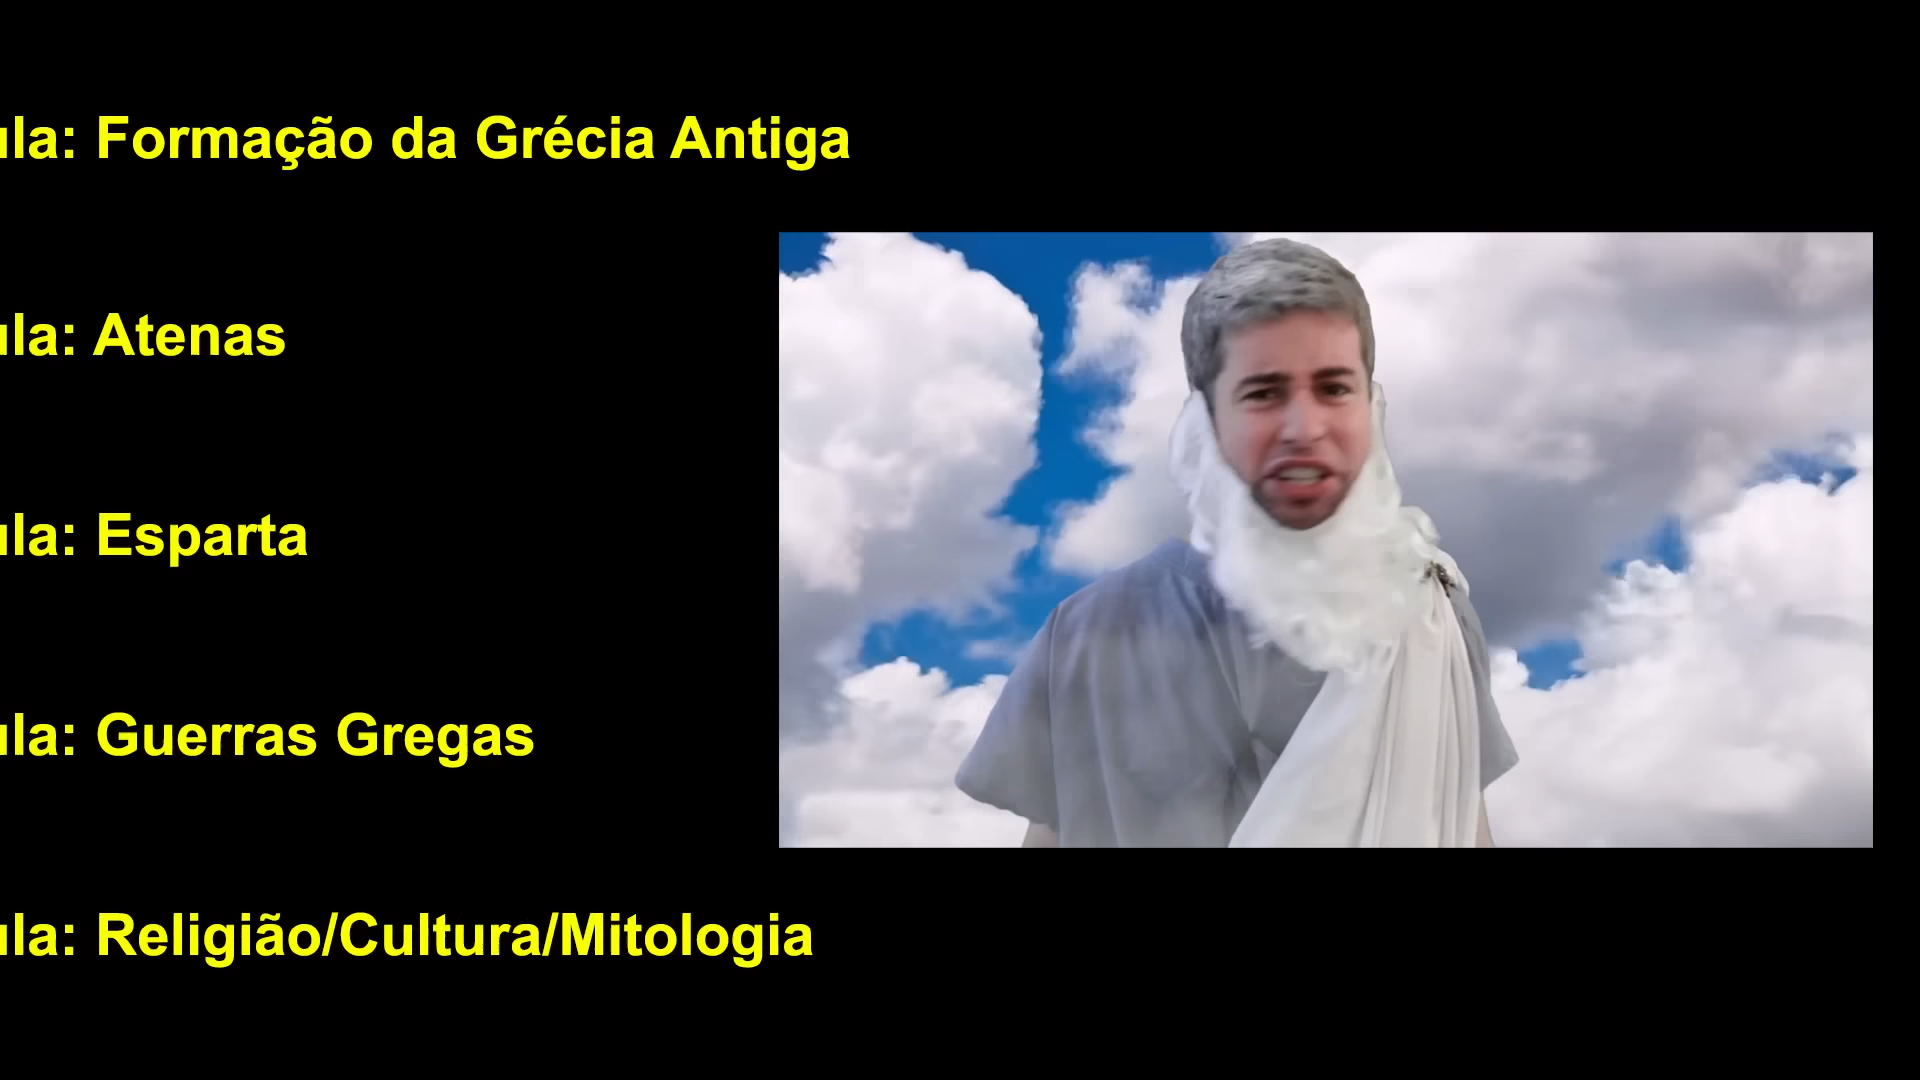 ula: Formação da Grécia Antiga
ula: Atenas
ula: Esparta
ula: Guerras Gregas
ula: Religião/Cultura/Mitologia